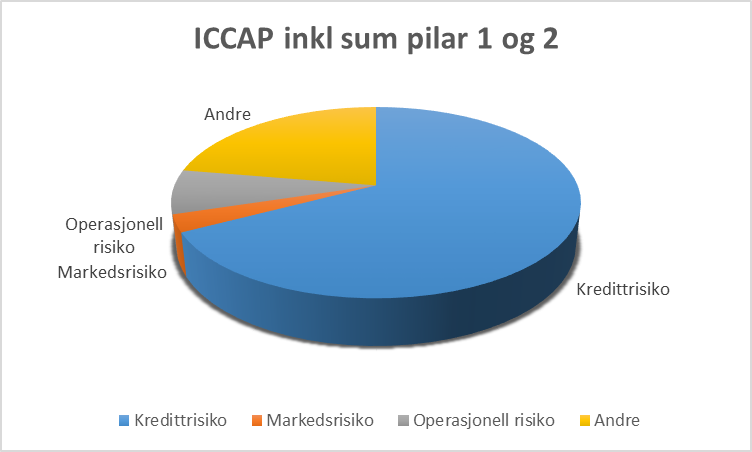 ICCAP inkl sum pilar 1 og 2
Andre
Operasjonell
risiko
Markedsrisiko
Kredittrisiko
Kredittrisiko Markedsrisiko Operasjonell risiko Andre